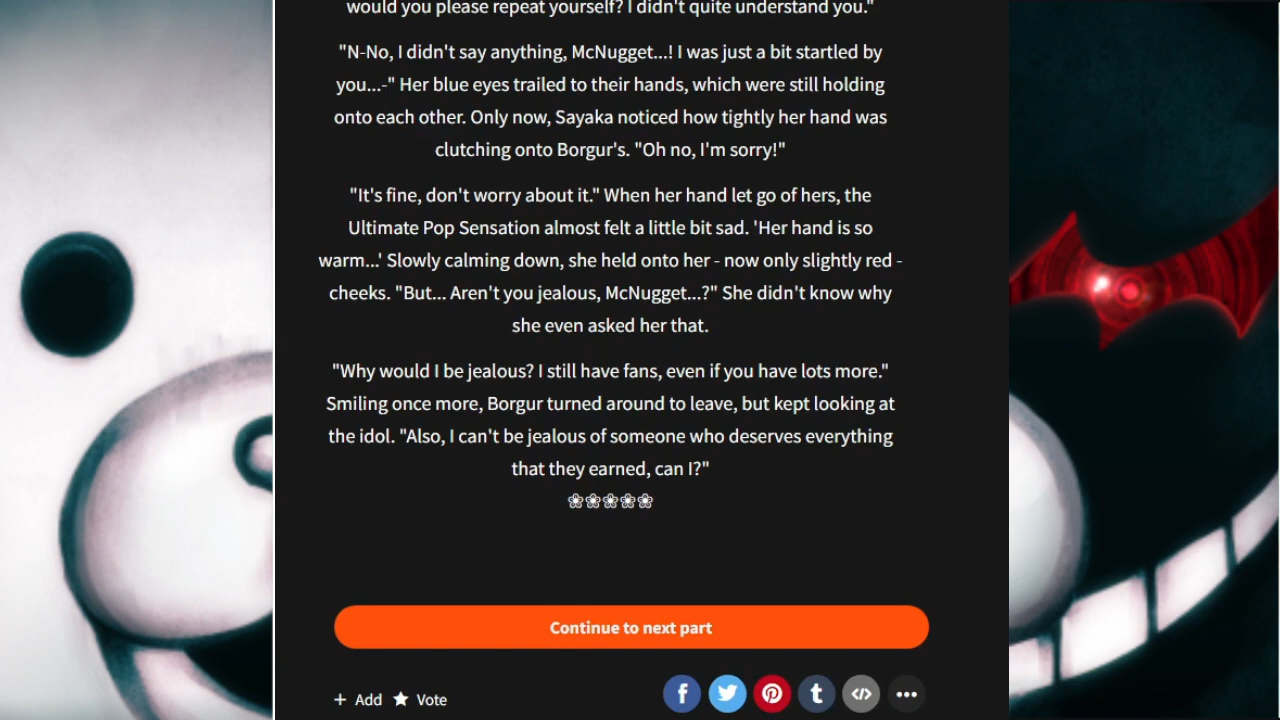 would you please repeat yourself? I didn't quite understand you."
"N-No, I didn't say anything, McNugget...! I was just a bit startled by
you...-" Her blue eyes trailed to their hands, which were still holding
onto each other. Only now, Sayaka noticed how tightly her hand was
clutching onto Borgur's. "Oh no, I'm sorry!"
"It's fine, don't worry about it." When her hand let go of hers, the
Ultimate Pop Sensation almost felt a little bit sad. 'Her hand is so
warm...' Slowly calming down, she held onto her - now only slightly red -
cheeks. "But... Aren't you jealous, McNugget...?" She didn't know why
she even asked her that.
"Why would I be jealous? I still have fans, even if you have lots more."
Smiling once more, Borgur turned around to leave, but kept looking at
the idol. "Also, I can't be jealous of someone who deserves everything
that they earned, can I?"
❀❀❀❀❀
Continue to next part
+ Add ★ Vote